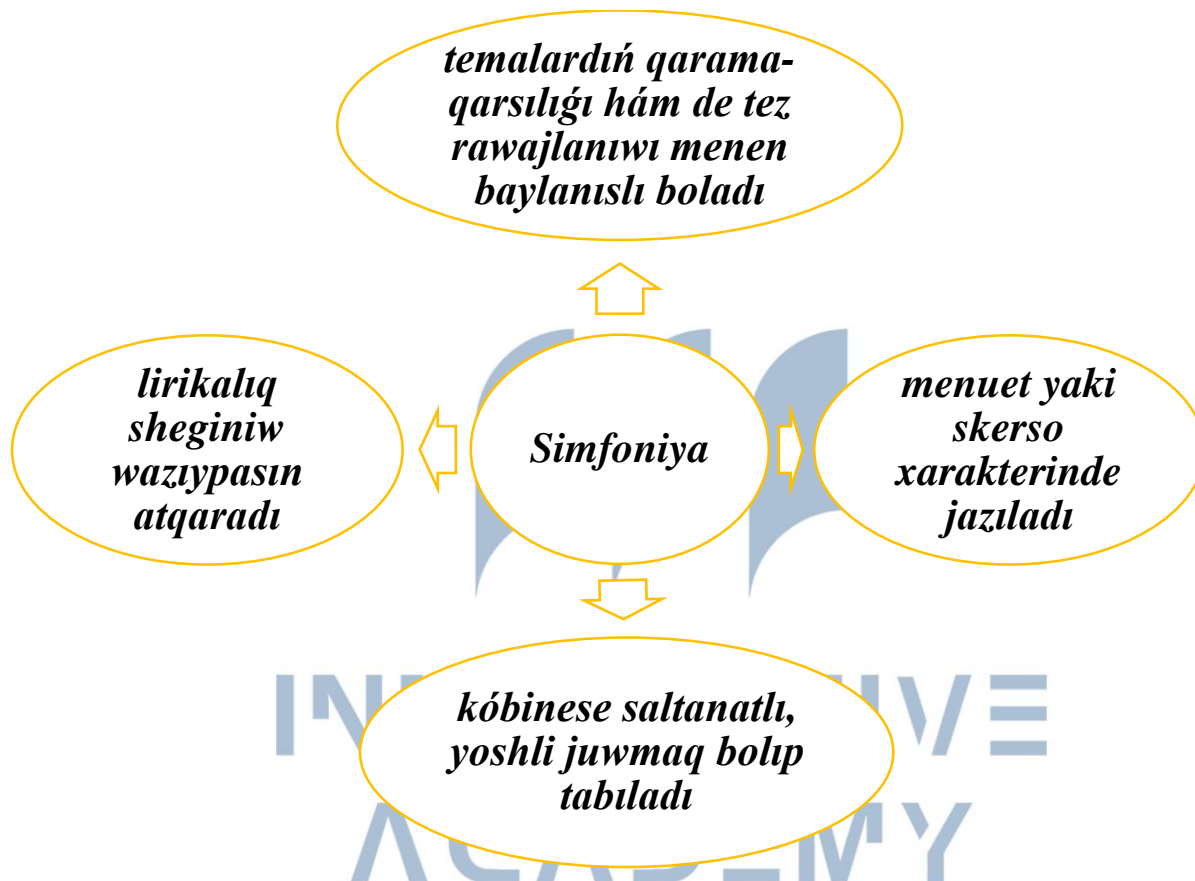 temalardıń qarama-
qarsılıǵı hám de tez
rawajlanıwı menen
baylanıslı boladı
lirikalıq
sheginiw
wazıypasın
atqaradı
Simfoniya
menuet yaki
skerso
xarakterinde
jazıladı
kóbinese saltanatlı,
yoshli juwmaq bolıp
tabıladı
ACADEMY